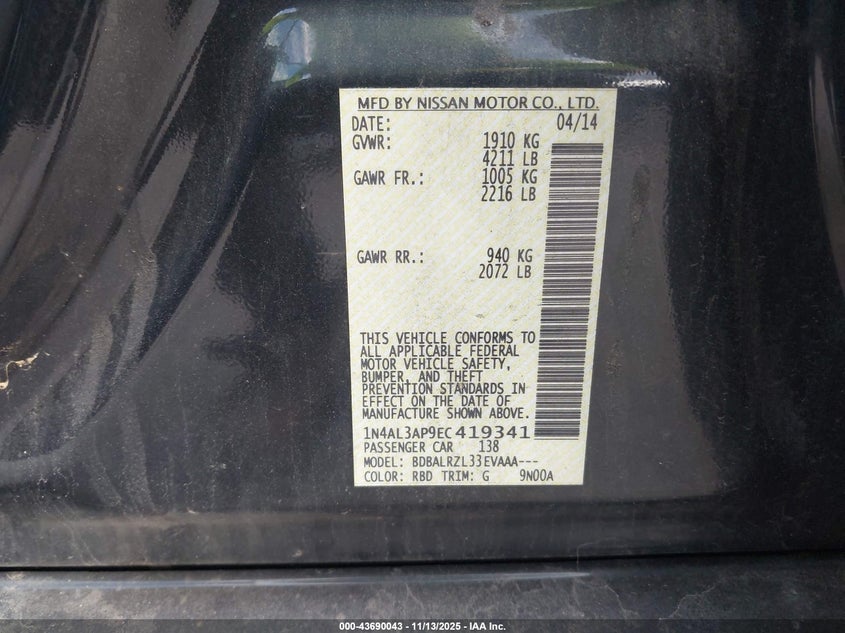 MFD BY NISSAN MOTOR CO., LTD.
DATE: 04/14
GVWR: 1910 KG
4211 LB
GAWR FR.: 1005 KG
2216 LB
GAWR RR.: 940 KG
2072 LB
THIS VEHICLE CONFORMS TO
ALL APPLICABLE FEDERAL
MOTOR VEHICLE SAFETY,
BUMPER, AND THEFT
PREVENTION STANDARDS IN
EFFECT ON THE DATE OF
MANUFACTURE SHOWN ABOVE.
1N4AL3AP9EC419341
PASSENGER CAR 138
MODEL: BDBALRZL33EVAAA---
COLOR: RBD TRIM: G 9N00A
000-43690043 - 11/13/2025 - IAA Inc.